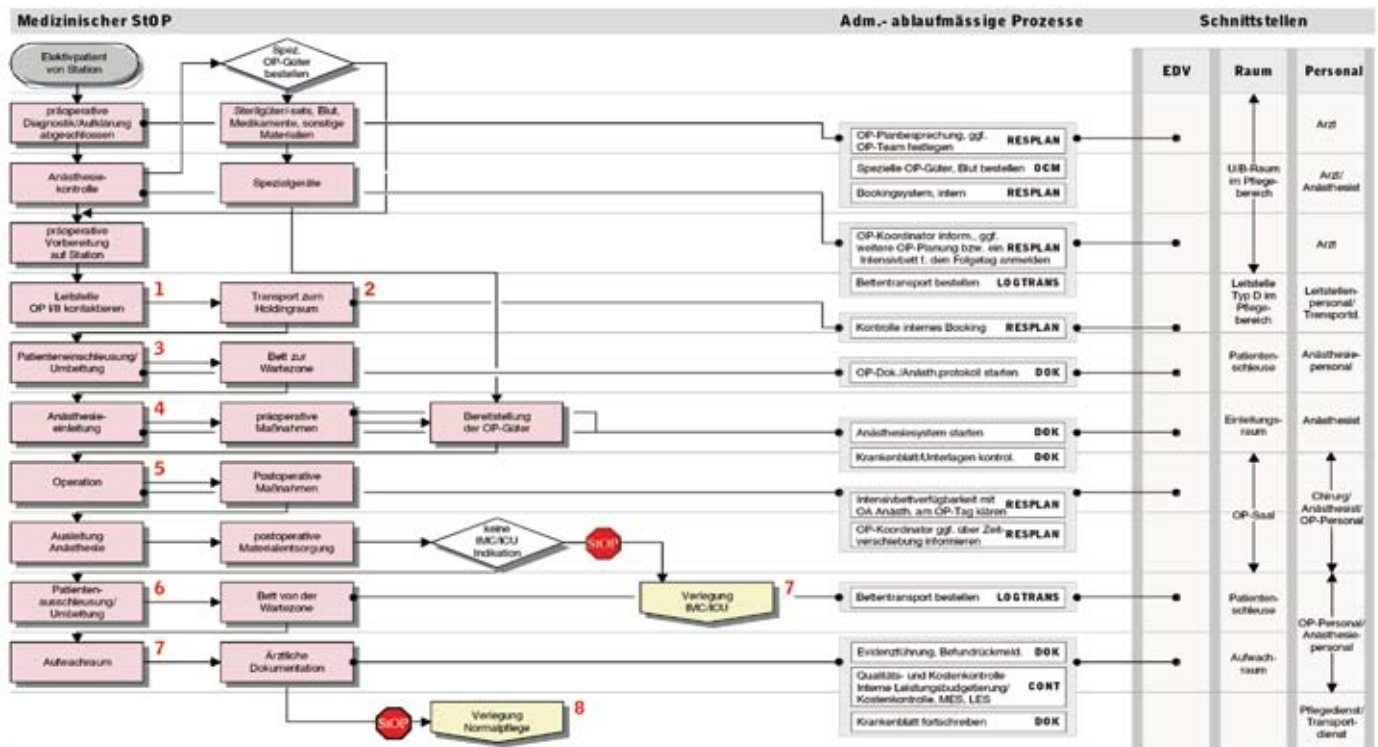 Medizinischer StOP
Adm.- ablaufmässige Prozesse
Schnittstellen
EDV
Raum
Personal
Elektivpatient
von Station
Spez.
OP-Güter
bestellen
präoperative
Diagnostik/Aufklärung
abgeschlossen
Sterilgüter/-sets, Blut,
Medikamente, sonstige
Materialien
OP-Planbesprechung, ggf. RESPLAN
OP-Team festlegen
Arzt
Anästhesie-
kontrolle
Spezialgeräte
Spezielle OP-Güter, Blut bestellen OCM
Bookingsystem, intern RESPLAN
U/B-Raum
im Pflege-
bereich
Arzt/
Anästhesist
präoperative
Vorbereitung
auf Station
OP-Koordinator inform., ggf.
weitere OP-Planung bzw. ein RESPLAN
Intensivbett f. den Folgetag anmelden
Bettentransport bestellen LOGTRANS
Arzt
Leitstelle
OP I/B kontaktieren
1
Transport zum
Holdingraum
2
Kontrolle internes Booking RESPLAN
Leitstelle
Typ D im
Pflege-
bereich
Leitstellen-
personal/
Transportd.
Patienteneinschleusung/
Umbettung
3
Bett zur
Wartezone
OP-Dok./Anästh.protokoll starten DOK
Patienten-
schleuse
Anästhesie-
personal
Anästhesie-
einleitung
4
präoperative
Maßnahmen
Bereitstellung
der OP-Güter
Anästhesiesystem starten DOK
Krankenblatt/Unterlagen kontrol. DOK
Einleitungs-
raum
Anästhesist
Operation
5
Postoperative
Maßnahmen
Intensivbettverfügbarkeit mit RESPLAN
OA Anästh. am OP-Tag klären
OP-Koordinator ggf. über Zeit- RESPLAN
verschiebung informieren
OP-Saal
Chirurg/
Anästhesist/
OP-Personal
Ausleitung
Anästhesie
postoperative
Materialentsorgung
keine
IMC/ICU
Indikation
StOP
Patienten-
ausschleusung/
Umbettung
6
Bett von der
Wartezone
Verlegung
IMC/ICU
7
Bettentransport bestellen LOGTRANS
Patienten-
schleuse
OP-Personal/
Anästhesie-
personal
Aufwachraum
7
Ärztliche
Dokumentation
Evidenzführung, Befundrückmeld. DOK
Qualitäts- und Kostenkontrolle
Interne Leistungsbudgetierung/ CONT
Kostenkontrolle, MES, LES
Krankenblatt fortschreiben DOK
Aufwach-
raum
StOP
Verlegung
Normalpflege
8
Pflegedienst/
Transport-
dienst